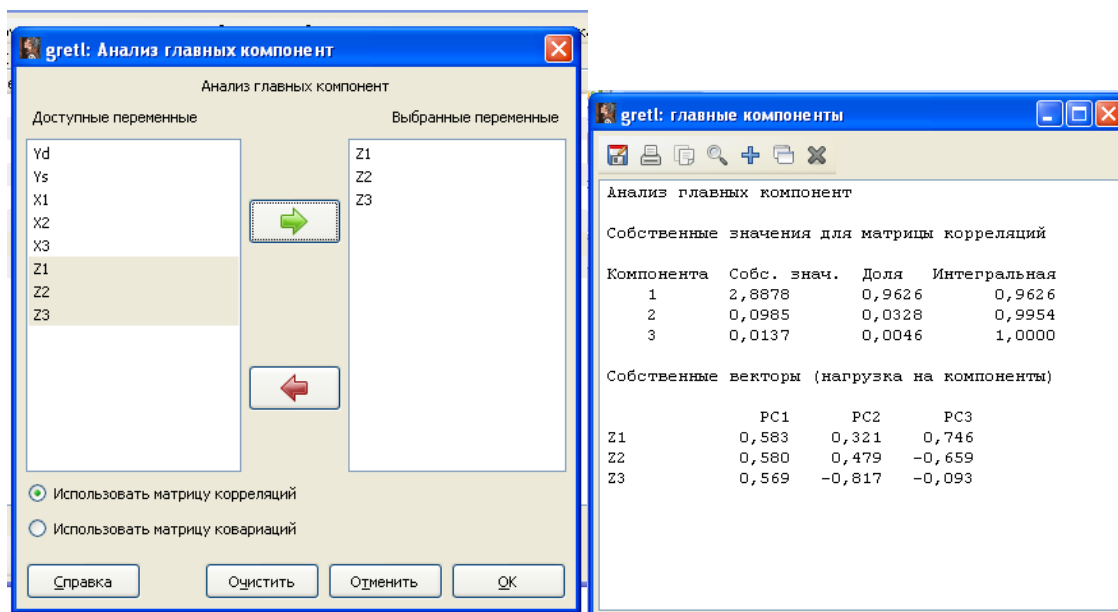 gretl: Анализ главных компонент
Анализ главных компонент
Доступные переменные
Выбранные переменные
Yd
Ys
X1
X2
X3
Z1
Z2
Z3
Z1
Z2
Z3
Использовать матрицу корреляций
Использовать матрицу ковариаций
Справка
Очистить
Отменить
OK
gretl: главные компоненты
Анализ главных компонент
Собственные значения для матрицы корреляций
Компонента Собс. знач. Доля Интегральная
1 2,8878 0,9626 0,9626
2 0,0985 0,0328 0,9954
3 0,0137 0,0046 1,0000
Собственные векторы (нагрузка на компоненты)
PC1 PC2 PC3
Z1 0,583 0,321 0,746
Z2 0,580 0,479 -0,659
Z3 0,569 -0,817 -0,093